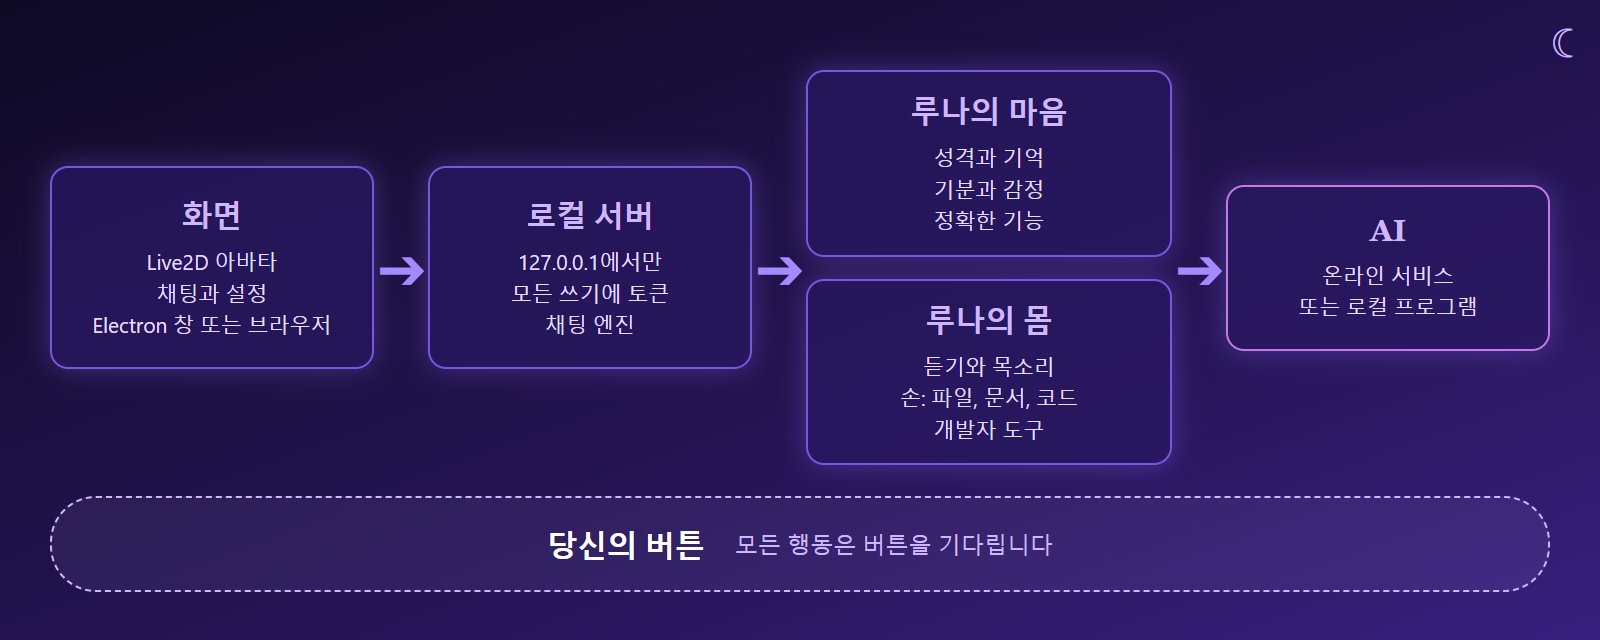 화면
Live2D 아바타
채팅과 설정
Electron 창 또는 브라우저
로컬 서버
127.0.0.1에서만
모든 쓰기에 토큰
채팅 엔진
루나의 마음
성격과 기억
기분과 감정
정확한 기능
루나의 몸
듣기와 목소리
손: 파일, 문서, 코드
개발자 도구
AI
온라인 서비스
또는 로컬 프로그램
당신의 버튼 모든 행동은 버튼을 기다립니다